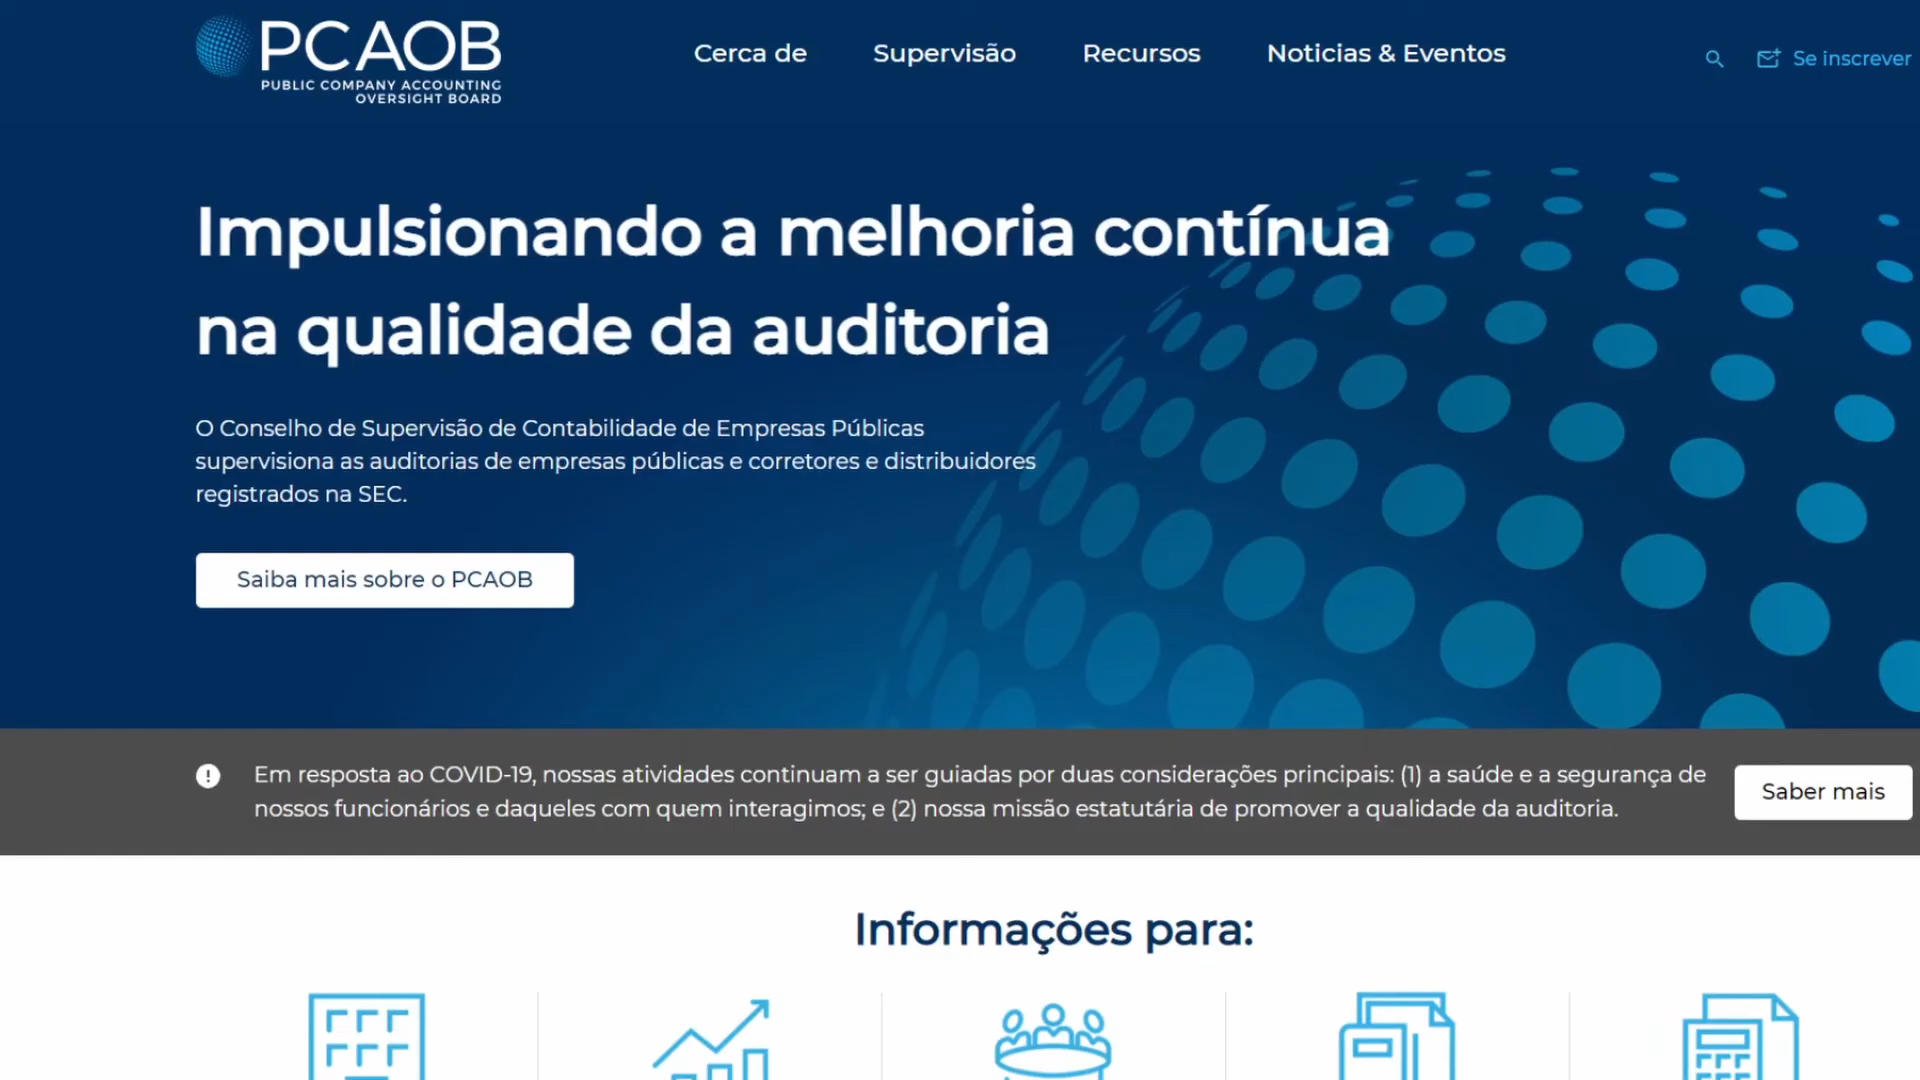 PCAOB
PUBLIC COMPANY ACCOUNTING
OVERSIGHT BOARD
Cerca de
Supervisão
Recursos
Noticias & Eventos
Se inscrever
Impulsionando a melhoria contínua
na qualidade da auditoria
O Conselho de Supervisão de Contabilidade de Empresas Públicas
supervisiona as auditorias de empresas públicas e corretores e distribuidores
registrados na SEC.
Saiba mais sobre o PCAOB
Em resposta ao COVID-19, nossas atividades continuam a ser guiadas por duas considerações principais: (1) a saúde e a segurança de
nossos funcionários e daqueles com quem interagimos; e (2) nossa missão estatutária de promover a qualidade da auditoria.
Saber mais
Informações para: